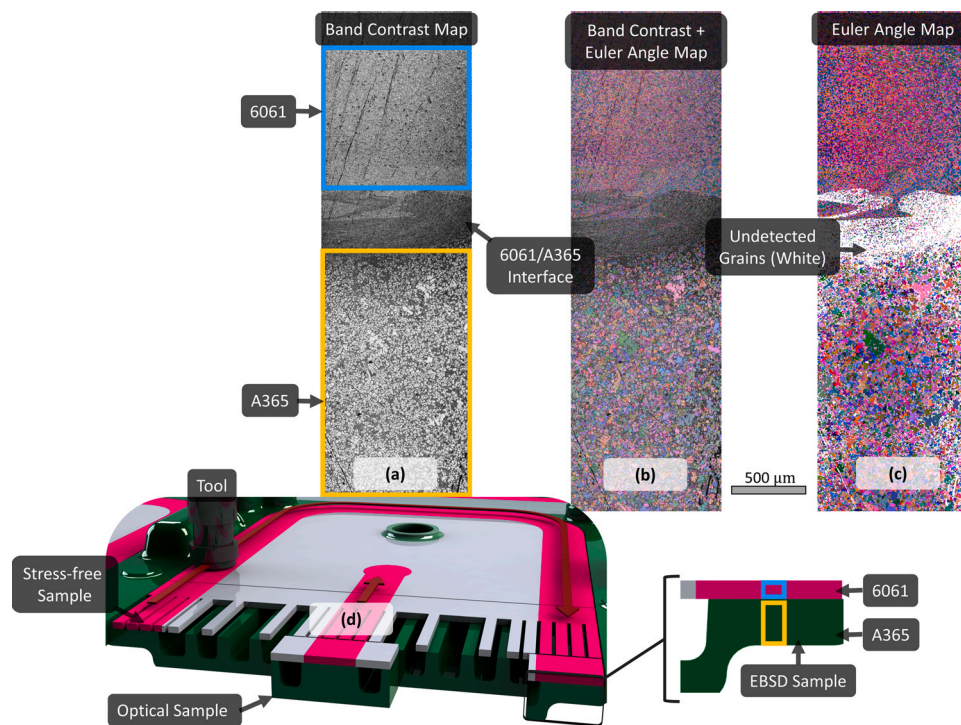 Band Contrast Map
Band Contrast +
Euler Angle Map
Euler Angle Map
6061
6061/A365
Interface
Undetected
Grains (White)
A365
(a)
(b)
500 µm
(c)
Tool
Stress-free
Sample
(d)
Optical Sample
6061
A365
EBSD Sample